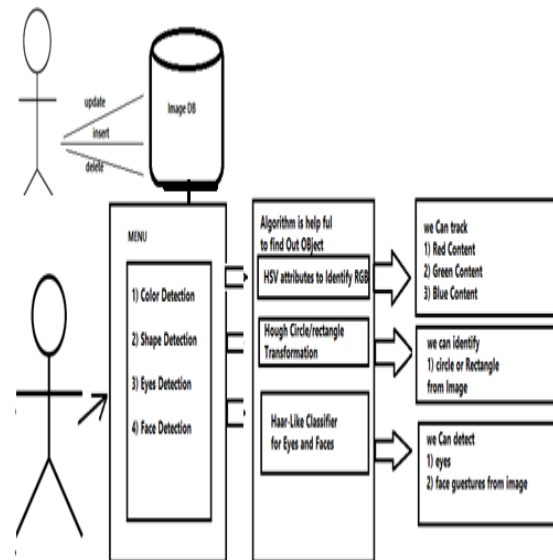 update
insert
delete
Image DB
MENU
1) Color Detection
2) Shape Detection
3) Eyes Detection
4) Face Detection
Algorithm is help ful
to find Out OBject
HSV attributes to Identify RGB
Hough Circle/rectangle
Transformation
Haar-Like Classifier
for Eyes and Faces
we Can track
1) Red Content
2) Green Content
3) Blue Content
we can identify
1) circle or Rectangle
from Image
we Can detect
1) eyes
2) face guestures from image